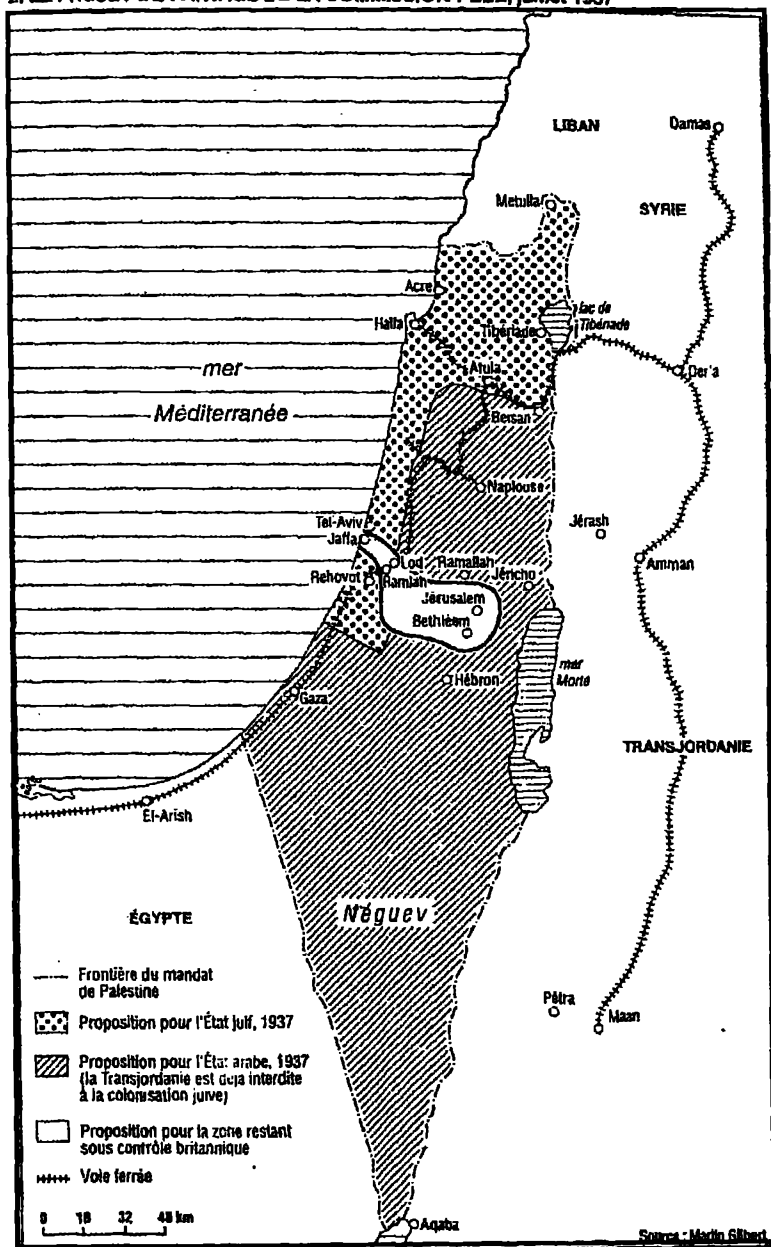 juillet 1937
LIBAN
Damas
Metulla
SYRIE
Acre
Haïfa
Tibériade
lac de
Tibériade
mer
Méditerranée
Afula
Der'a
Beisan
Naplouse
Tel-Aviv
Jaffa
Jérash
Lod
Ramallah
Amman
Rehovot
Ramlah
Jéricho
Jérusalem
Bethléem
mer
Morte
Hébron
Gaza
TRANSJORDANIE
El-Arish
ÉGYPTE
Néguev
Frontière du mandat
de Palestine
Pétra
Maan
Proposition pour l'État juif, 1937
Proposition pour l'État arabe, 1937
(la Transjordanie est déjà interdite
à la colonisation juive)
Proposition pour la zone restant
sous contrôle britannique
Voie ferrée
0 16 32 48 km
Aqaba
Source : Martin Gilbert